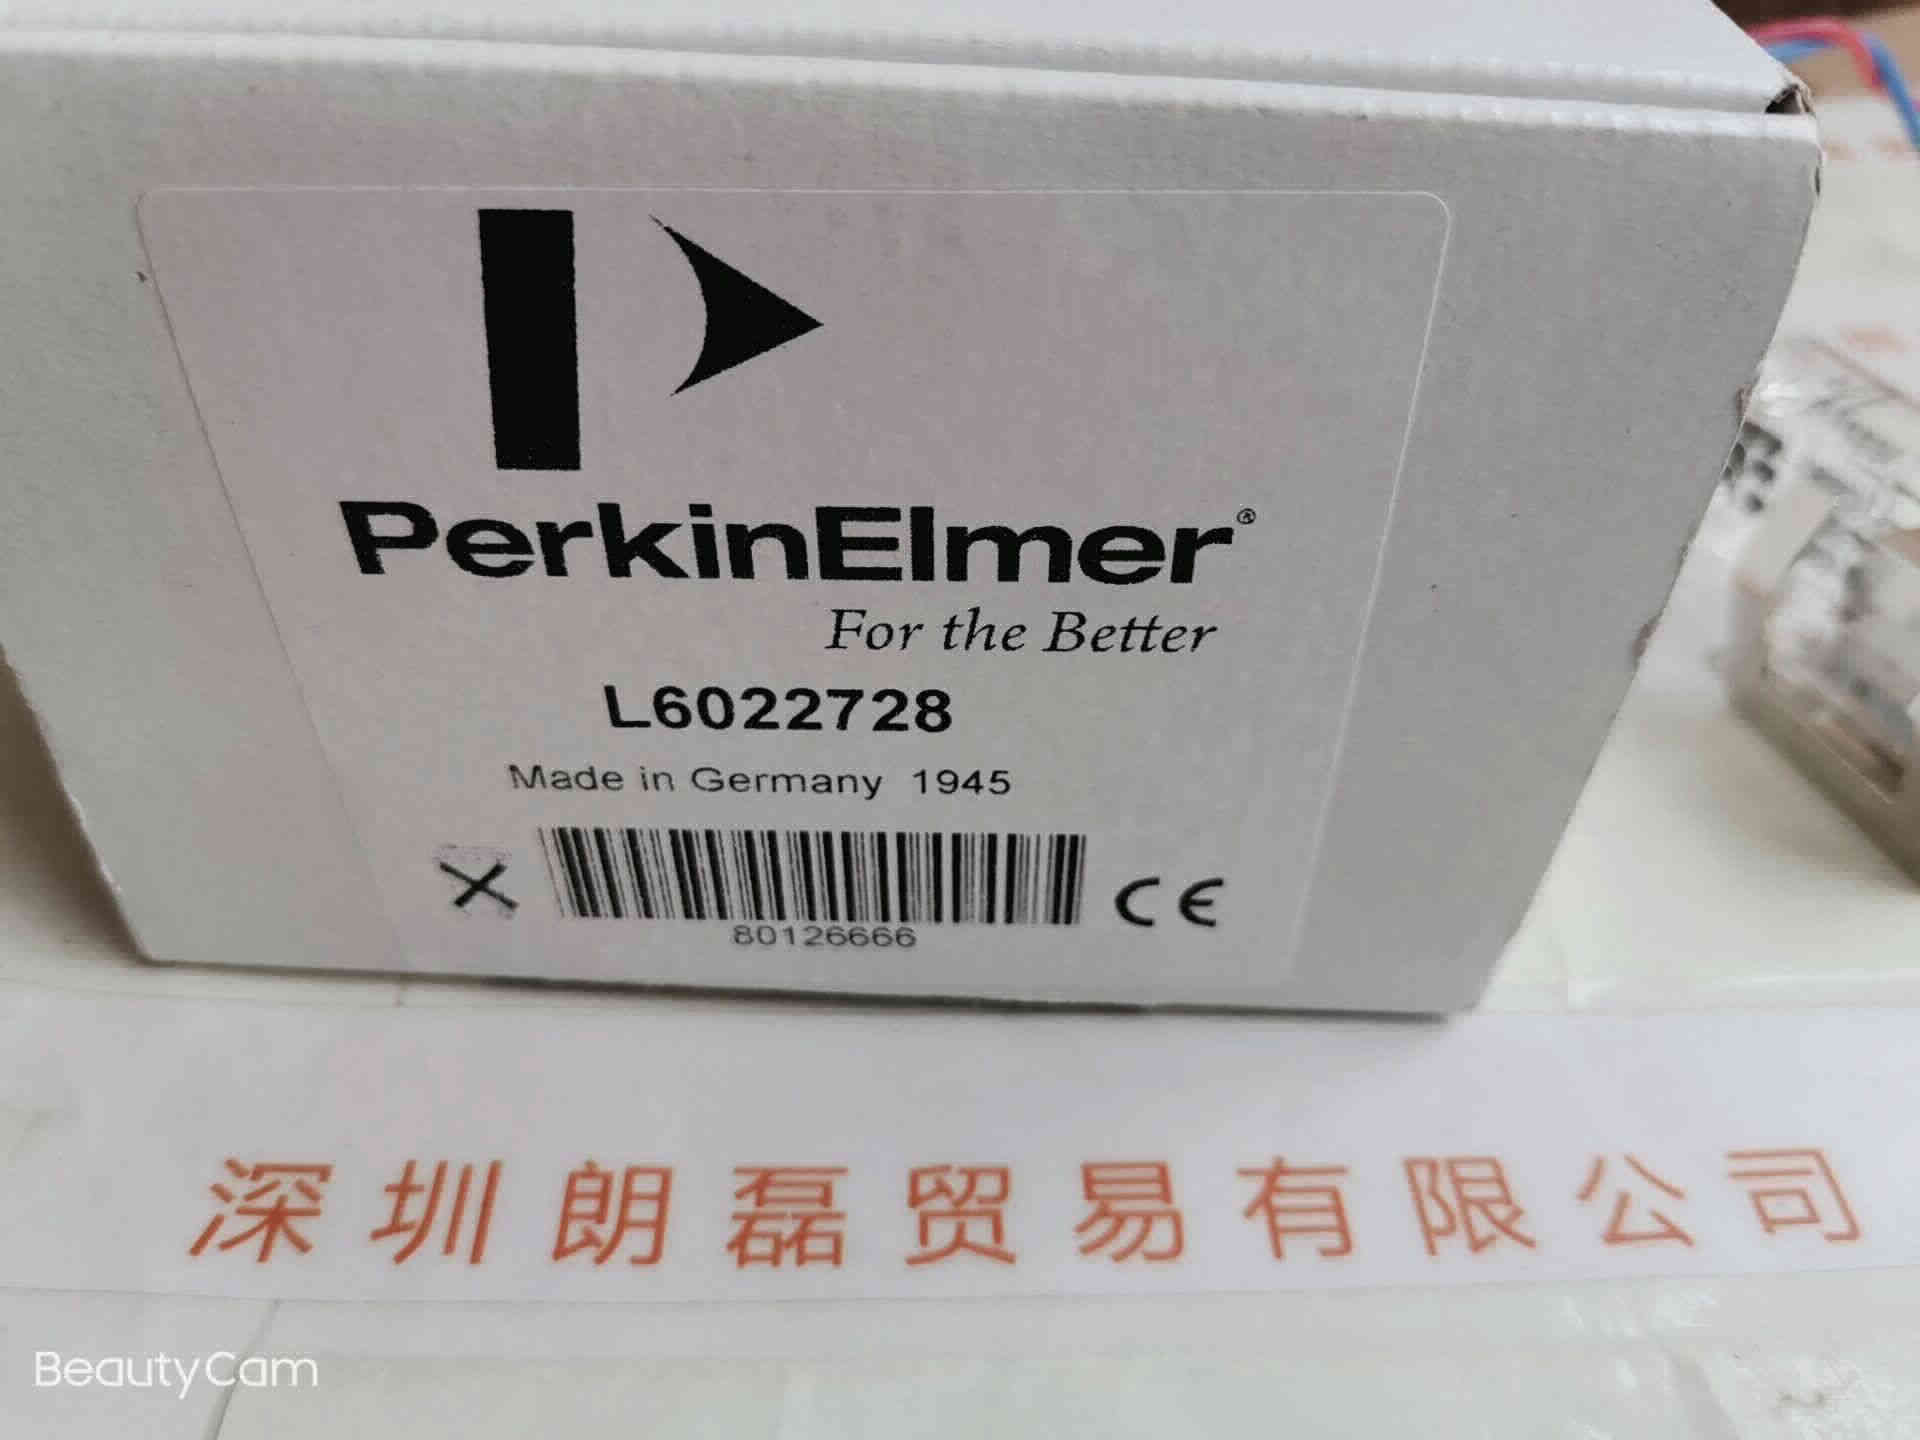 PerkinElmer®
For the Better
L6022728
Made in Germany 1945
CE
80126666
深圳朗磊贸易有限公司
BeautyCam